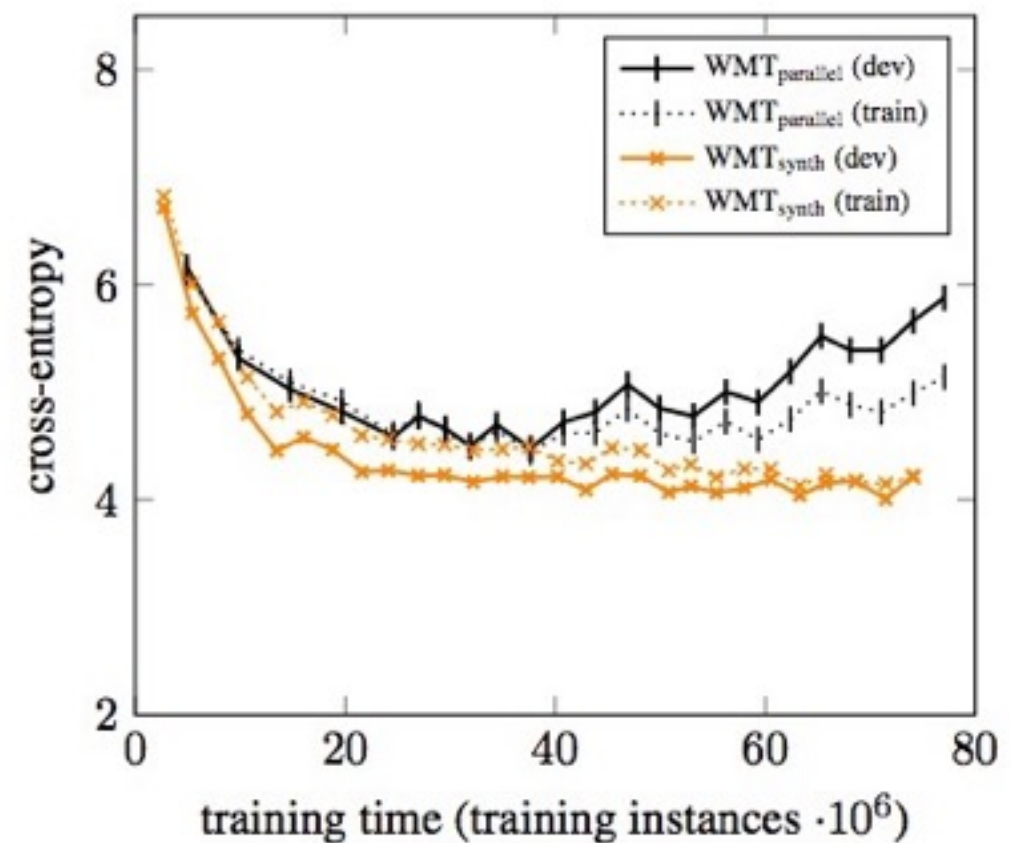 8
6
4
2
0
20
40
60
80
cross-entropy
training time (training instances ·10⁶)
WMTparallel (dev)
WMTparallel (train)
WMTsynth (dev)
WMTsynth (train)